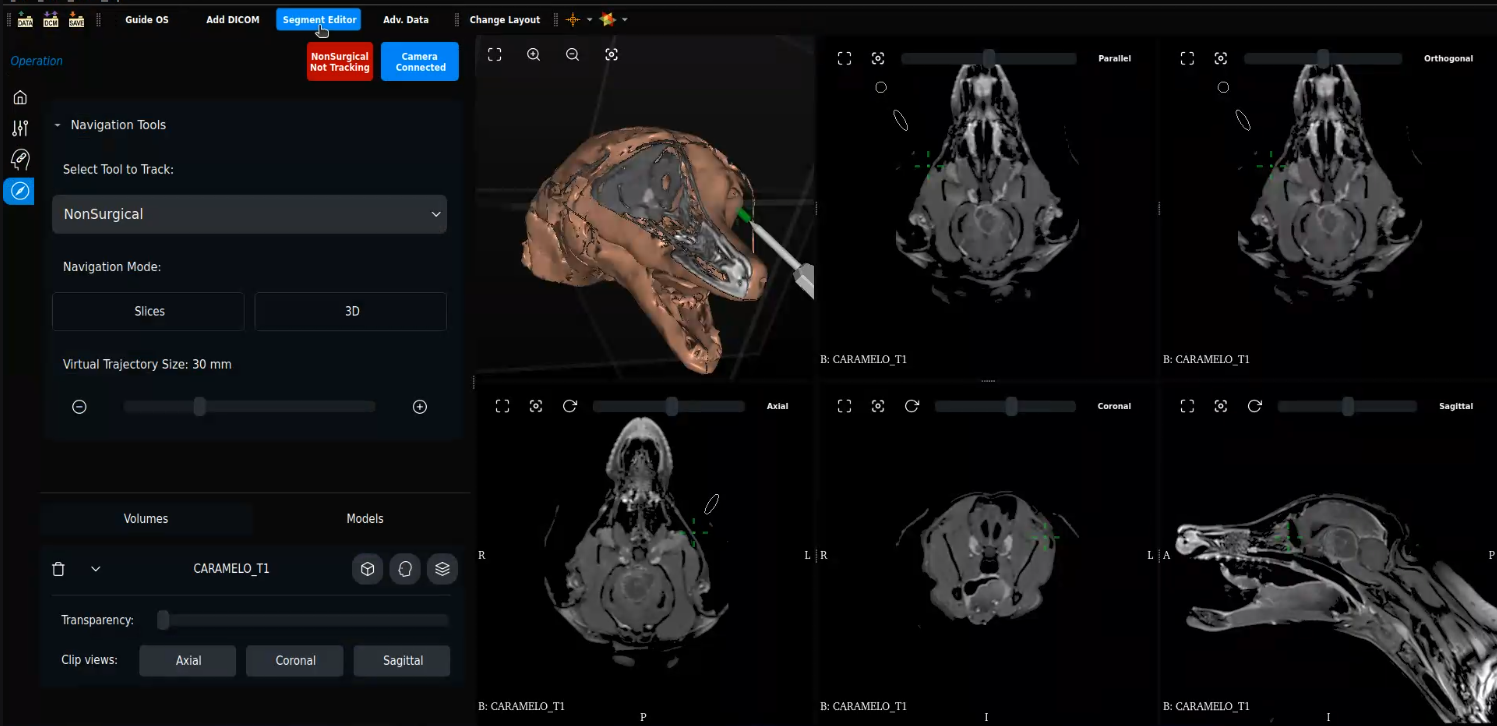 DATA
DCM
SAVE
Guide OS
Add DICOM
Segment Editor
Adv. Data
Change Layout
Operation
NonSurgical
Not Tracking
Camera
Connected
Navigation Tools
Select Tool to Track:
NonSurgical
Navigation Mode:
Slices
3D
Virtual Trajectory Size: 30 mm
Volumes
Models
CARAMELO_T1
Transparency:
Clip views:
Axial
Coronal
Sagittal
Parallel
B: CARAMELO_T1
Orthogonal
B: CARAMELO_T1
Axial
R
L
B: CARAMELO_T1
P
Coronal
R
L
B: CARAMELO_T1
I
Sagittal
A
P
B: CARAMELO_T1
I